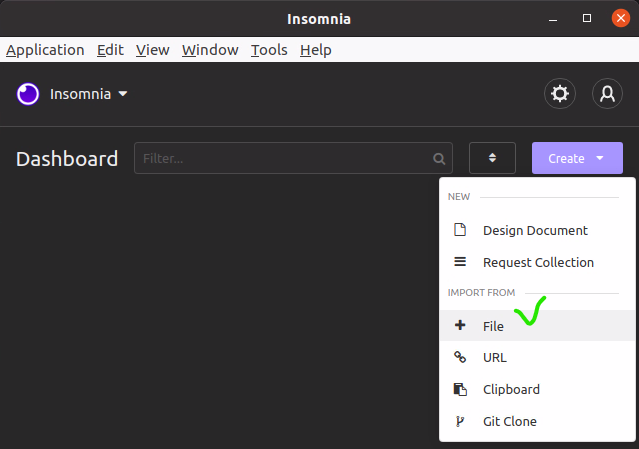 Insomnia
Application Edit View Window Tools Help
Insomnia
Dashboard Filter... Create
NEW
Design Document
Request Collection
IMPORT FROM
File
URL
Clipboard
Git Clone